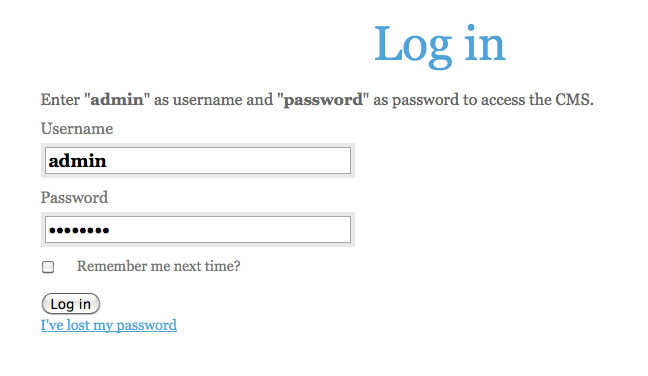 Log in
Enter "admin" as username and "password" as password to access the CMS.
Username
admin
Password
••••••••
Remember me next time?
Log in
I've lost my password